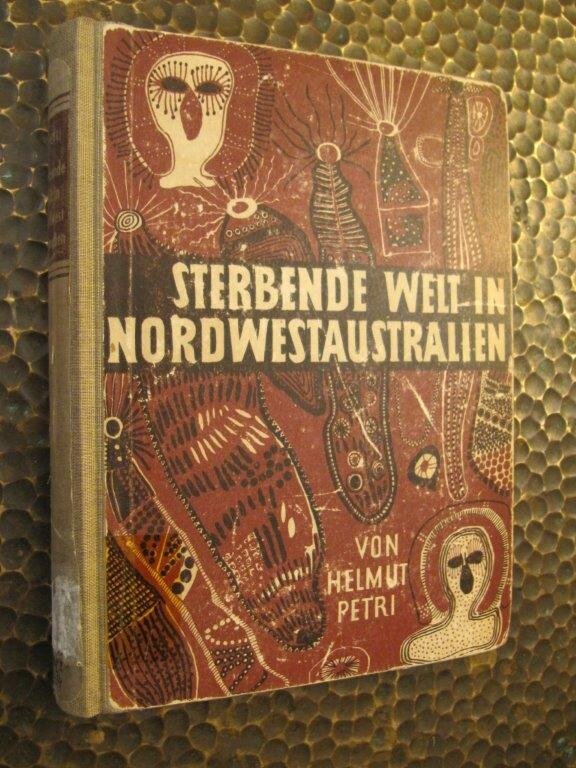 STERBENDE WELT IN
NORDWESTAUSTRALIEN
VON
HELMUT
PETRI